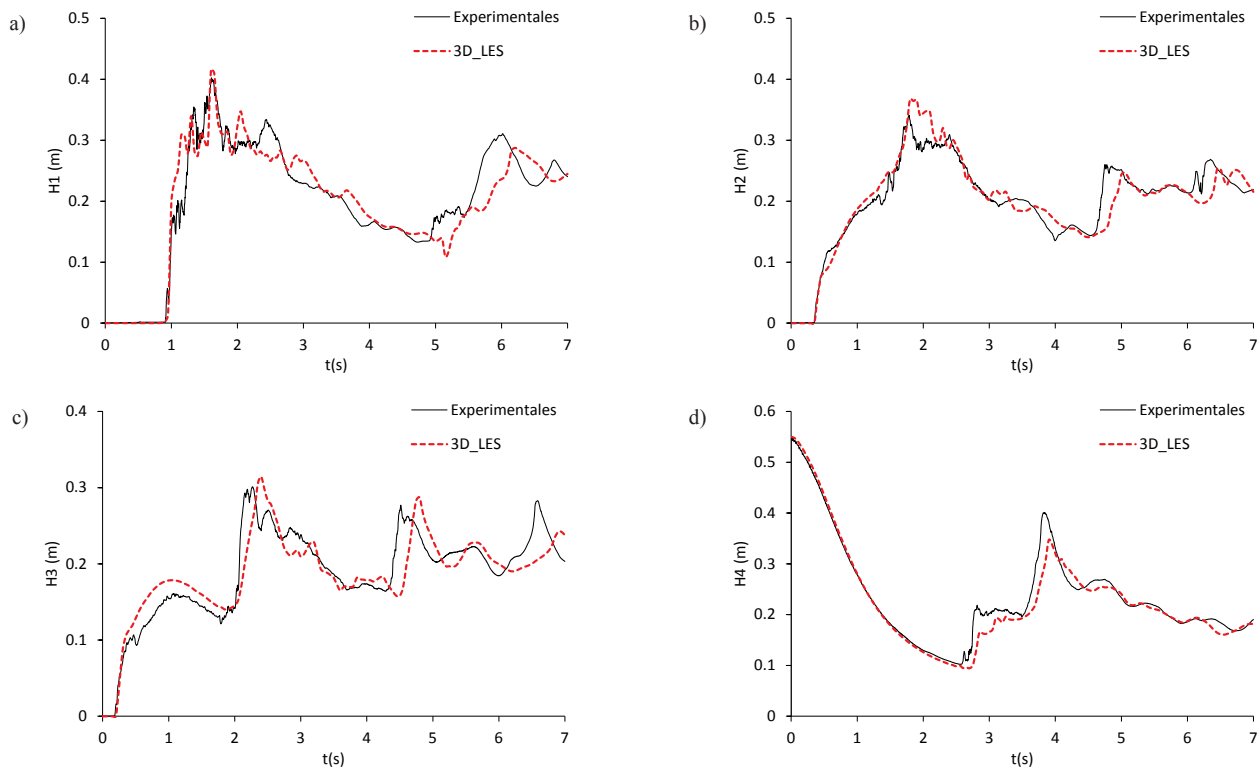 a)
Experimentales
3D_LES
H1 (m)
0.5
0.4
0.3
0.2
0.1
0
0 1 2 3 4 5 6 7
t(s)
b)
Experimentales
3D_LES
H2 (m)
0.5
0.4
0.3
0.2
0.1
0
0 1 2 3 4 5 6 7
t(s)
c)
Experimentales
3D_LES
H3 (m)
0.4
0.3
0.2
0.1
0
0 1 2 3 4 5 6 7
t(s)
d)
Experimentales
3D_LES
H4 (m)
0.6
0.5
0.4
0.3
0.2
0.1
0
0 1 2 3 4 5 6 7
t(s)